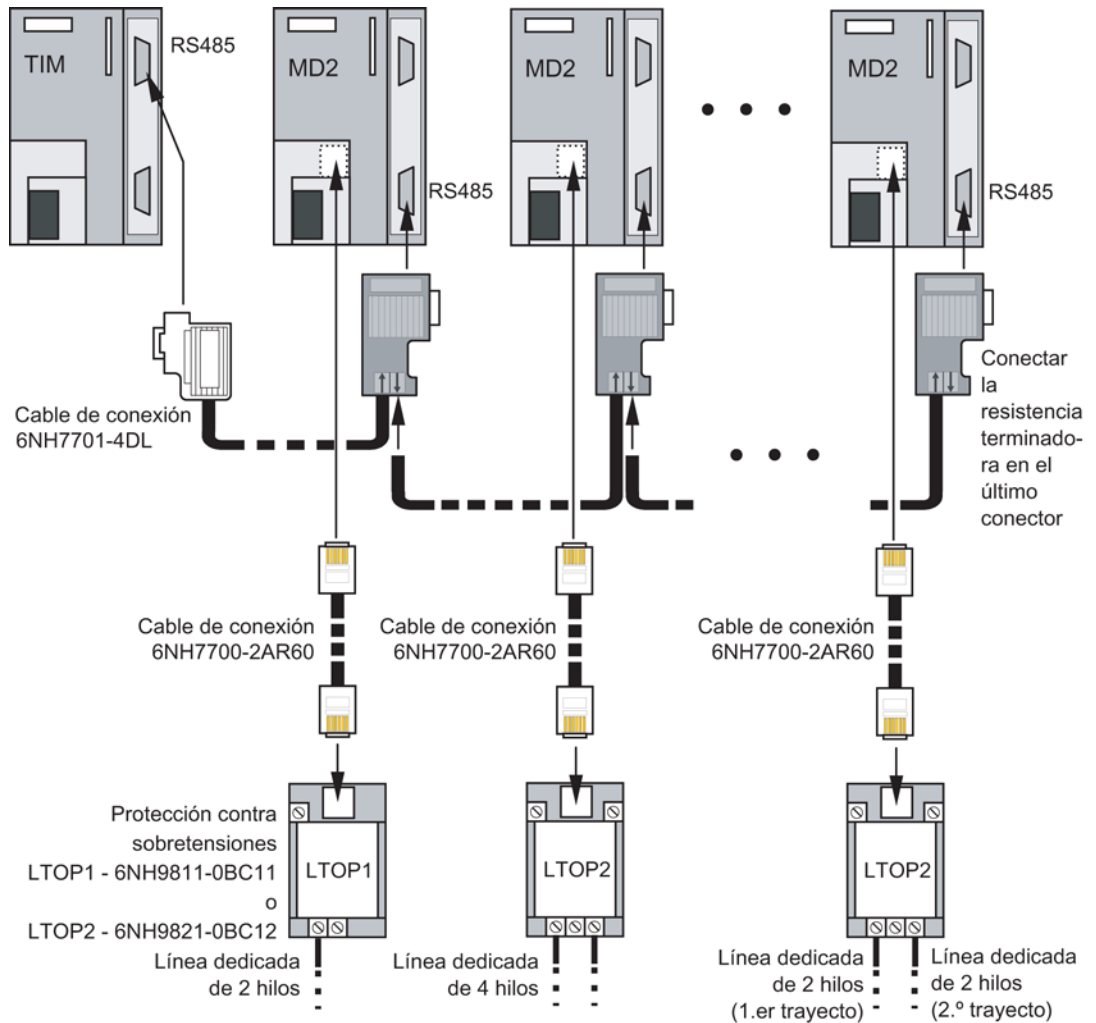 TIM
RS485
MD2
MD2
MD2
RS485
RS485
Cable de conexión
6NH7701-4DL
Conectar
la
resistencia
terminado-
ra en el
último
conector
Cable de conexión
6NH7700-2AR60
Cable de conexión
6NH7700-2AR60
Cable de conexión
6NH7700-2AR60
Protección contra
sobretensiones
LTOP1 - 6NH9811-0BC11
o
LTOP2 - 6NH9821-0BC12
LTOP1
LTOP2
LTOP2
Línea dedicada
de 2 hilos
Línea dedicada
de 4 hilos
Línea dedicada
de 2 hilos
(1.er trayecto)
Línea dedicada
de 2 hilos
(2.º trayecto)